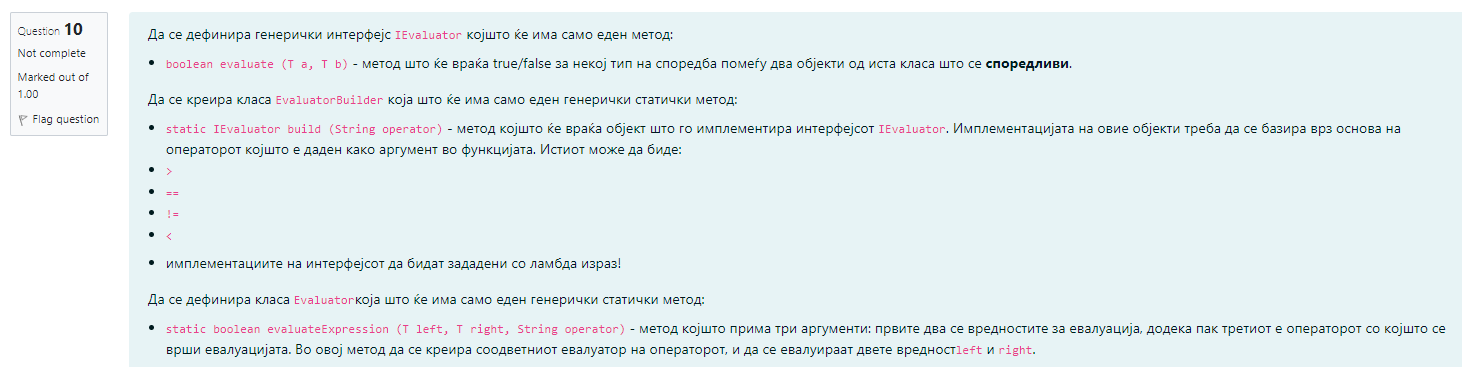 Question 10
Not complete
Marked out of
1.00
Flag question
Да се дефинира генерички интерфејс IEvaluator којшто ќе има само еден метод:
• boolean evaluate (T a, T b) - метод што ќе враќа true/false за некој тип на споредба помеѓу два објекти од иста класа што се споредливи.
Да се креира класа EvaluatorBuilder која што ќе има само еден генерички статички метод:
• static IEvaluator build (String operator) - метод којшто ќе враќа објект што го имплементира интерфејсот IEvaluator. Имплементацијата на овие објекти треба да се базира врз основа на
операторот којшто е даден како аргумент во функцијата. Истиот може да биде:
• >
• ==
• !=
• <
• имплементациите на интерфејсот да бидат зададени со ламбда израз!
Да се дефинира класа Evaluatorкоја што ќе има само еден генерички статички метод:
• static boolean evaluateExpression (T left, T right, String operator) - метод којшто прима три аргументи: првите два се вредностите за евалуација, додека пак третиот е операторот со којшто се
врши евалуацијата. Во овој метод да се креира соодветниот евалуатор на операторот, и да се евалуираат двете вредностleft и right.